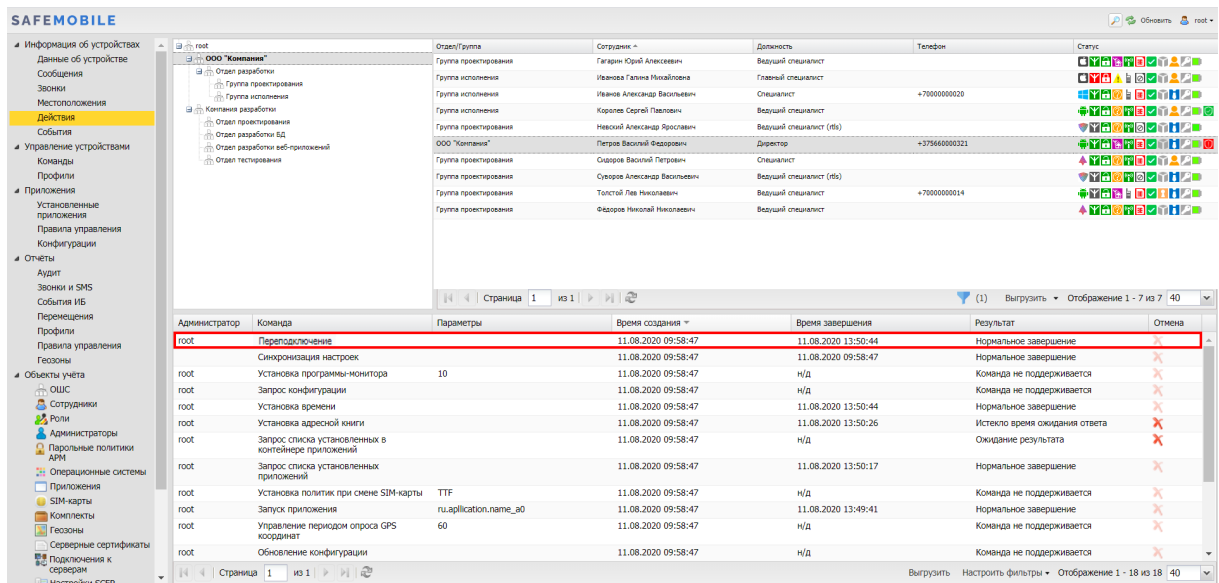 SAFEMOBILE
Обновить root
Информация об устройствах
Данные об устройстве
Сообщения
Звонки
Местоположения
Действия
События
Управление устройствами
Команды
Профили
Приложения
Установленные
приложения
Правила управления
Конфигурации
Отчёты
Аудит
Звонки и SMS
События ИБ
Перемещения
Профили
Правила управления
Геозоны
Объекты учёта
ОШС
Сотрудники
Роли
Администраторы
Парольные политики
АРМ
Операционные системы
Приложения
SIM-карты
Комплекты
Геозоны
Серверные сертификаты
Подключения к
серверам
Настройки SCEP
root
ООО "Компания"
Отдел разработки
Группа проектирования
Группа исполнения
Компания разработки
Отдел проектирования
Отдел разработки БД
Отдел разработки веб-приложений
Отдел тестирования
Отдел/Группа Сотрудник Должность Телефон Статус
Группа проектирования Гагарин Юрий Алексеевич Ведущий специалист
Группа исполнения Иванова Галина Михайловна Главный специалист
Группа исполнения Иванов Александр Васильевич Специалист +70000000020
Группа проектирования Королев Сергей Павлович Ведущий специалист
Группа проектирования Невский Александр Ярославич Ведущий специалист (rtls)
ООО "Компания" Петров Василий Федорович Директор +375660000321
Группа проектирования Сидоров Василий Петрович Специалист
Группа проектирования Суворов Александр Васильевич Ведущий специалист (rtls)
Группа проектирования Толстой Лев Николаевич Ведущий специалист +70000000014
Группа проектирования Фёдоров Николай Николаевич Ведущий специалист
Страница 1 из 1 (1) Выгрузить Отображение 1 - 7 из 7 40
Администратор Команда Параметры Время создания Время завершения Результат Отмена
root Переподключение 11.08.2020 09:58:47 11.08.2020 13:50:44 Нормальное завершение
Синхронизация настроек 11.08.2020 09:58:47 11.08.2020 09:58:47 Нормальное завершение
root Установка программы-монитора 10 11.08.2020 09:58:47 н/д Команда не поддерживается
root Запрос конфигурации 11.08.2020 09:58:47 н/д Команда не поддерживается
root Установка времени 11.08.2020 09:58:47 11.08.2020 13:50:44 Нормальное завершение
root Установка адресной книги 11.08.2020 09:58:47 11.08.2020 13:50:26 Истекло время ожидания ответа
root Запрос списка установленных в 11.08.2020 09:58:47 н/д Ожидание результата
контейнере приложений
root Запрос списка установленных 11.08.2020 09:58:47 11.08.2020 13:50:17 Нормальное завершение
приложений
root Установка политик при смене SIM-карты TTF 11.08.2020 09:58:47 н/д Команда не поддерживается
root Запуск приложения ru.apllication.name_a0 11.08.2020 09:58:47 11.08.2020 13:49:41 Нормальное завершение
root Управление периодом опроса GPS 60 11.08.2020 09:58:47 н/д Команда не поддерживается
координат
root Обновление конфигурации 11.08.2020 09:58:47 н/д Команда не поддерживается
Страница 1 из 1 Выгрузить Настроить фильтры Отображение 1 - 18 из 18 40